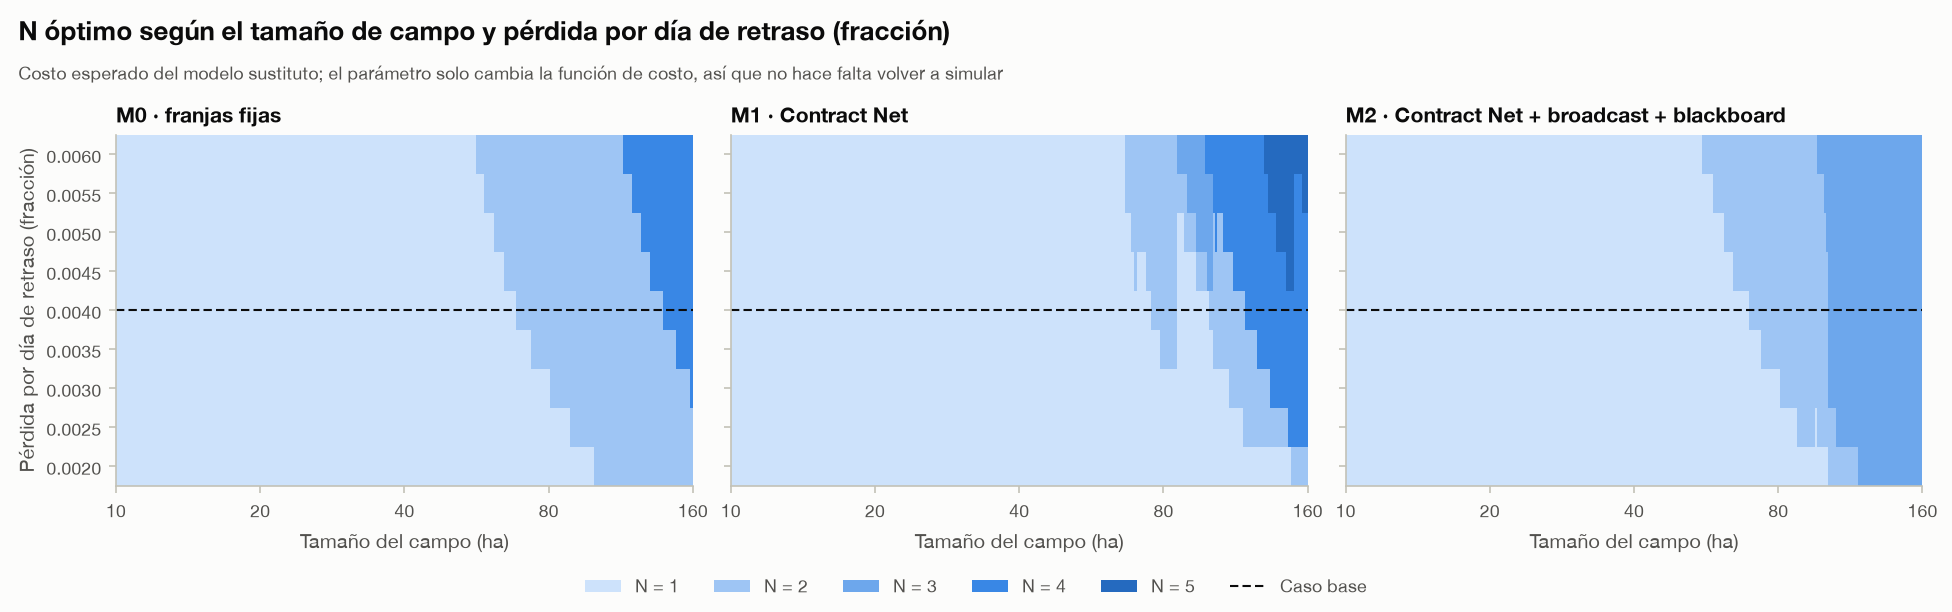 N óptimo según el tamaño de campo y pérdida por día de retraso (fracción)
Costo esperado del modelo sustituto; el parámetro solo cambia la función de costo, así que no hace falta volver a simular
M0 · franjas fijas
M1 · Contract Net
M2 · Contract Net + broadcast + blackboard
Pérdida por día de retraso (fracción)
0.0060
0.0055
0.0050
0.0045
0.0040
0.0035
0.0030
0.0025
0.0020
10 20 40 80 160
10 20 40 80 160
10 20 40 80 160
Tamaño del campo (ha)
Tamaño del campo (ha)
Tamaño del campo (ha)
N = 1 N = 2 N = 3 N = 4 N = 5 Caso base